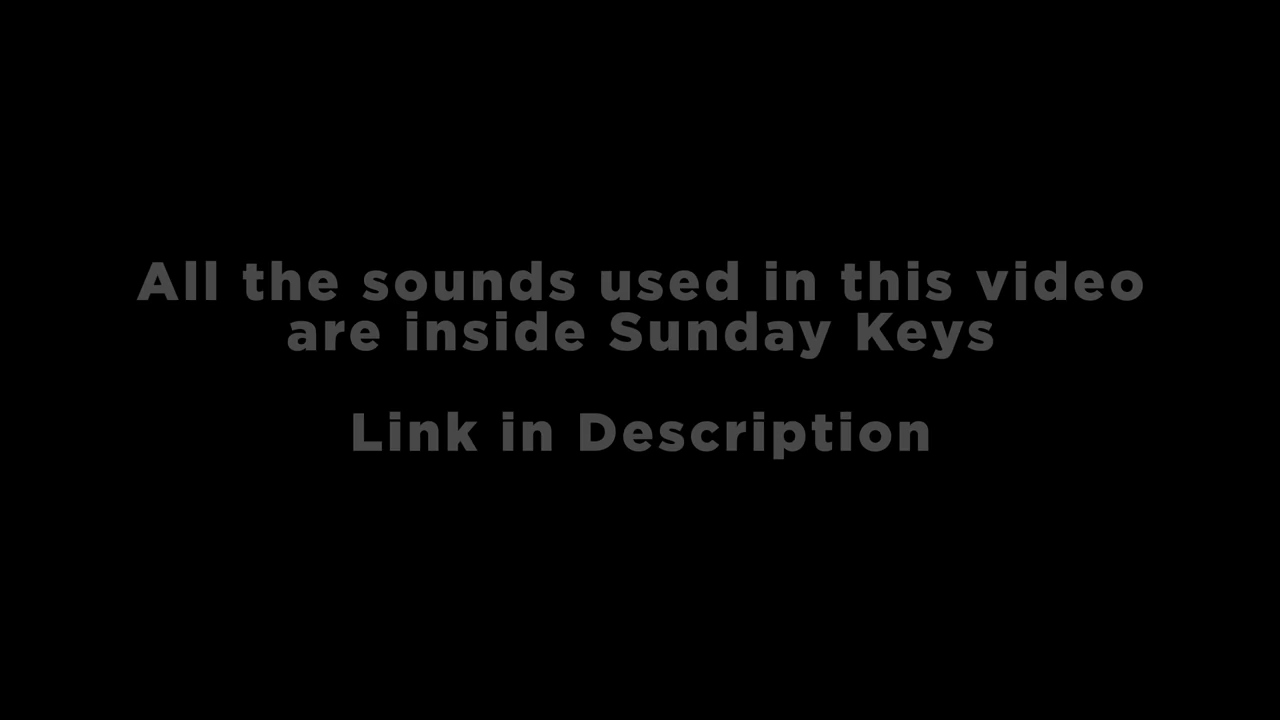 All the sounds used in this video
are inside Sunday Keys
Link in Description